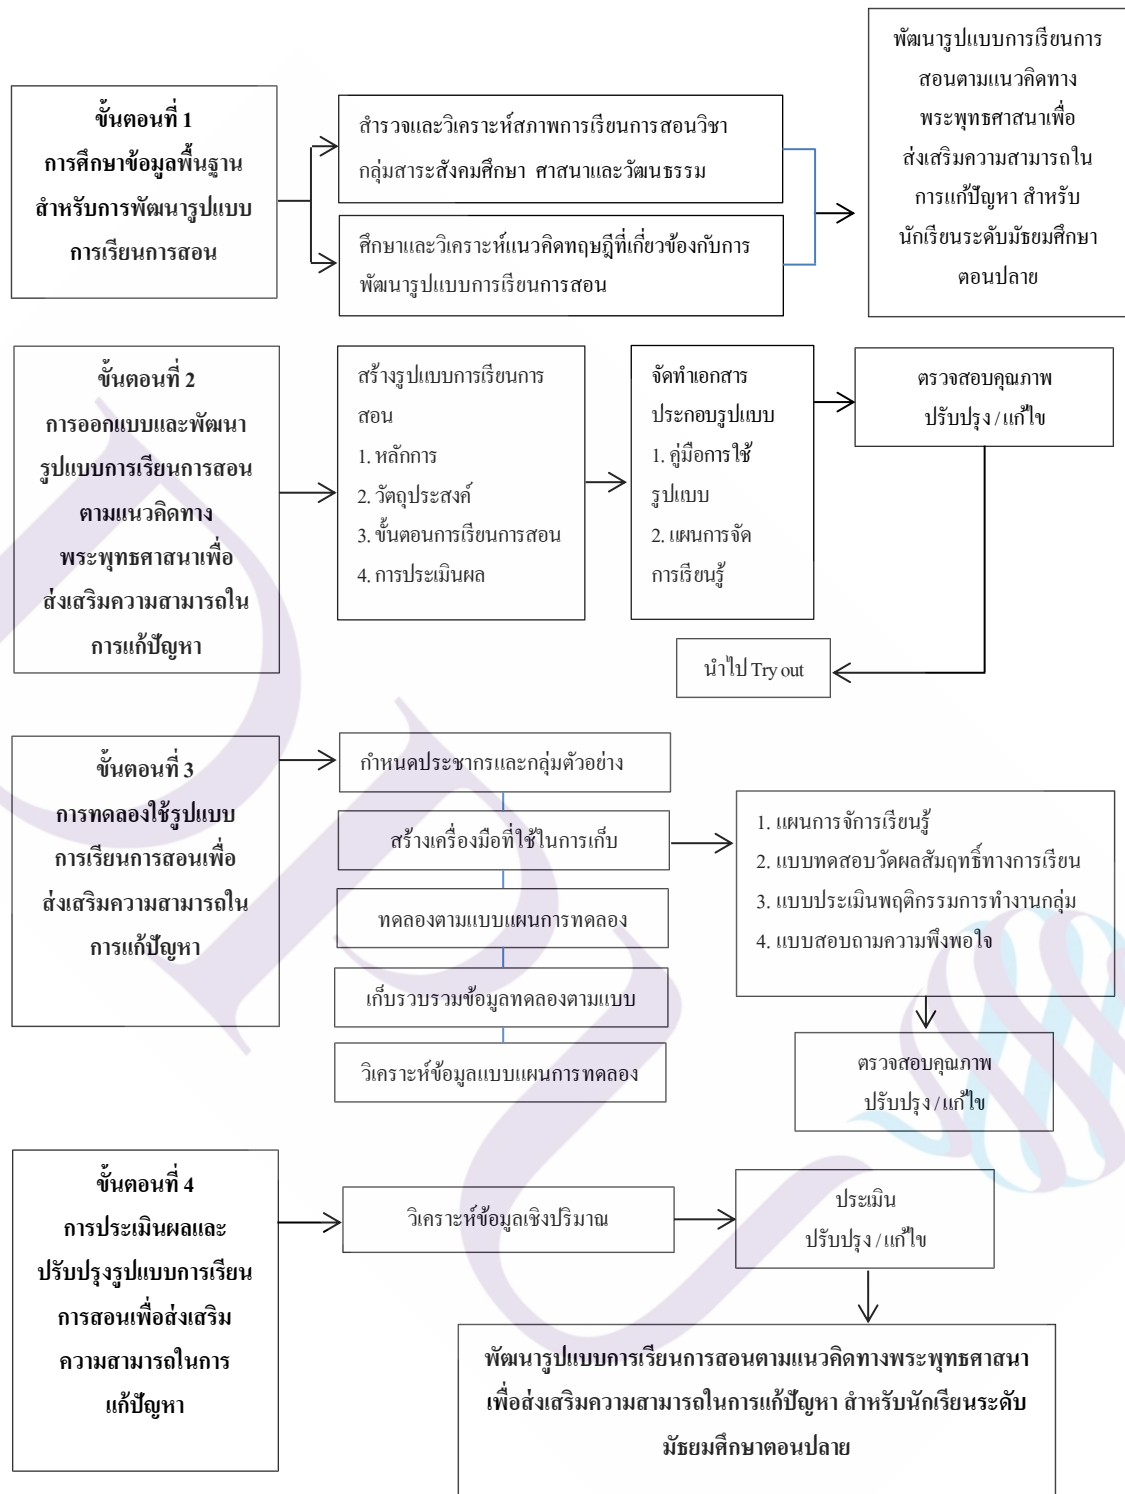 ขั้นตอนที่ 1
การศึกษาข้อมูลพื้นฐาน
สำหรับการพัฒนารูปแบบ
การเรียนการสอน
สำรวจและวิเคราะห์สภาพการเรียนการสอนวิชา
กลุ่มสาระสังคมศึกษา ศาสนาและวัฒนธรรม
ศึกษาและวิเคราะห์แนวคิดทฤษฎีที่เกี่ยวข้องกับการ
พัฒนารูปแบบการเรียนการสอน
พัฒนารูปแบบการเรียนการ
สอนตามแนวคิดทาง
พระพุทธศาสนาเพื่อ
ส่งเสริมความสามารถใน
การแก้ปัญหา สำหรับ
นักเรียนระดับมัธยมศึกษา
ตอนปลาย
ขั้นตอนที่ 2
การออกแบบและพัฒนา
รูปแบบการเรียนการสอน
ตามแนวคิดทาง
พระพุทธศาสนาเพื่อ
ส่งเสริมความสามารถใน
การแก้ปัญหา
สร้างรูปแบบการเรียนการ
สอน
1. หลักการ
2. วัตถุประสงค์
3. ขั้นตอนการเรียนการสอน
4. การประเมินผล
จัดทำเอกสาร
ประกอบรูปแบบ
1. คู่มือการใช้
รูปแบบ
2. แผนการจัด
การเรียนรู้
ตรวจสอบคุณภาพ
ปรับปรุง /แก้ไข
นำไป Try out
ขั้นตอนที่ 3
การทดลองใช้รูปแบบ
การเรียนการสอนเพื่อ
ส่งเสริมความสามารถใน
การแก้ปัญหา
กำหนดประชากรและกลุ่มตัวอย่าง
สร้างเครื่องมือที่ใช้ในการเก็บ
ทดลองตามแบบแผนการทดลอง
เก็บรวบรวมข้อมูลทดลองตามแบบ
วิเคราะห์ข้อมูลแบบแผนการทดลอง
1. แผนการจัการเรียนรู้
2. แบบทดสอบวัดผลสัมฤทธิ์ทางการเรียน
3. แบบประเมินพฤติกรรมการทำงานกลุ่ม
4. แบบสอบถามความพึงพอใจ
ตรวจสอบคุณภาพ
ปรับปรุง /แก้ไข
ขั้นตอนที่ 4
การประเมินผลและ
ปรับปรุงรูปแบบการเรียน
การสอนเพื่อส่งเสริม
ความสามารถในการ
แก้ปัญหา
วิเคราะห์ข้อมูลเชิงปริมาณ
ประเมิน
ปรับปรุง /แก้ไข
พัฒนารูปแบบการเรียนการสอนตามแนวคิดทางพระพุทธศาสนา
เพื่อส่งเสริมความสามารถในการแก้ปัญหา สำหรับนักเรียนระดับ
มัธยมศึกษาตอนปลาย
DPU